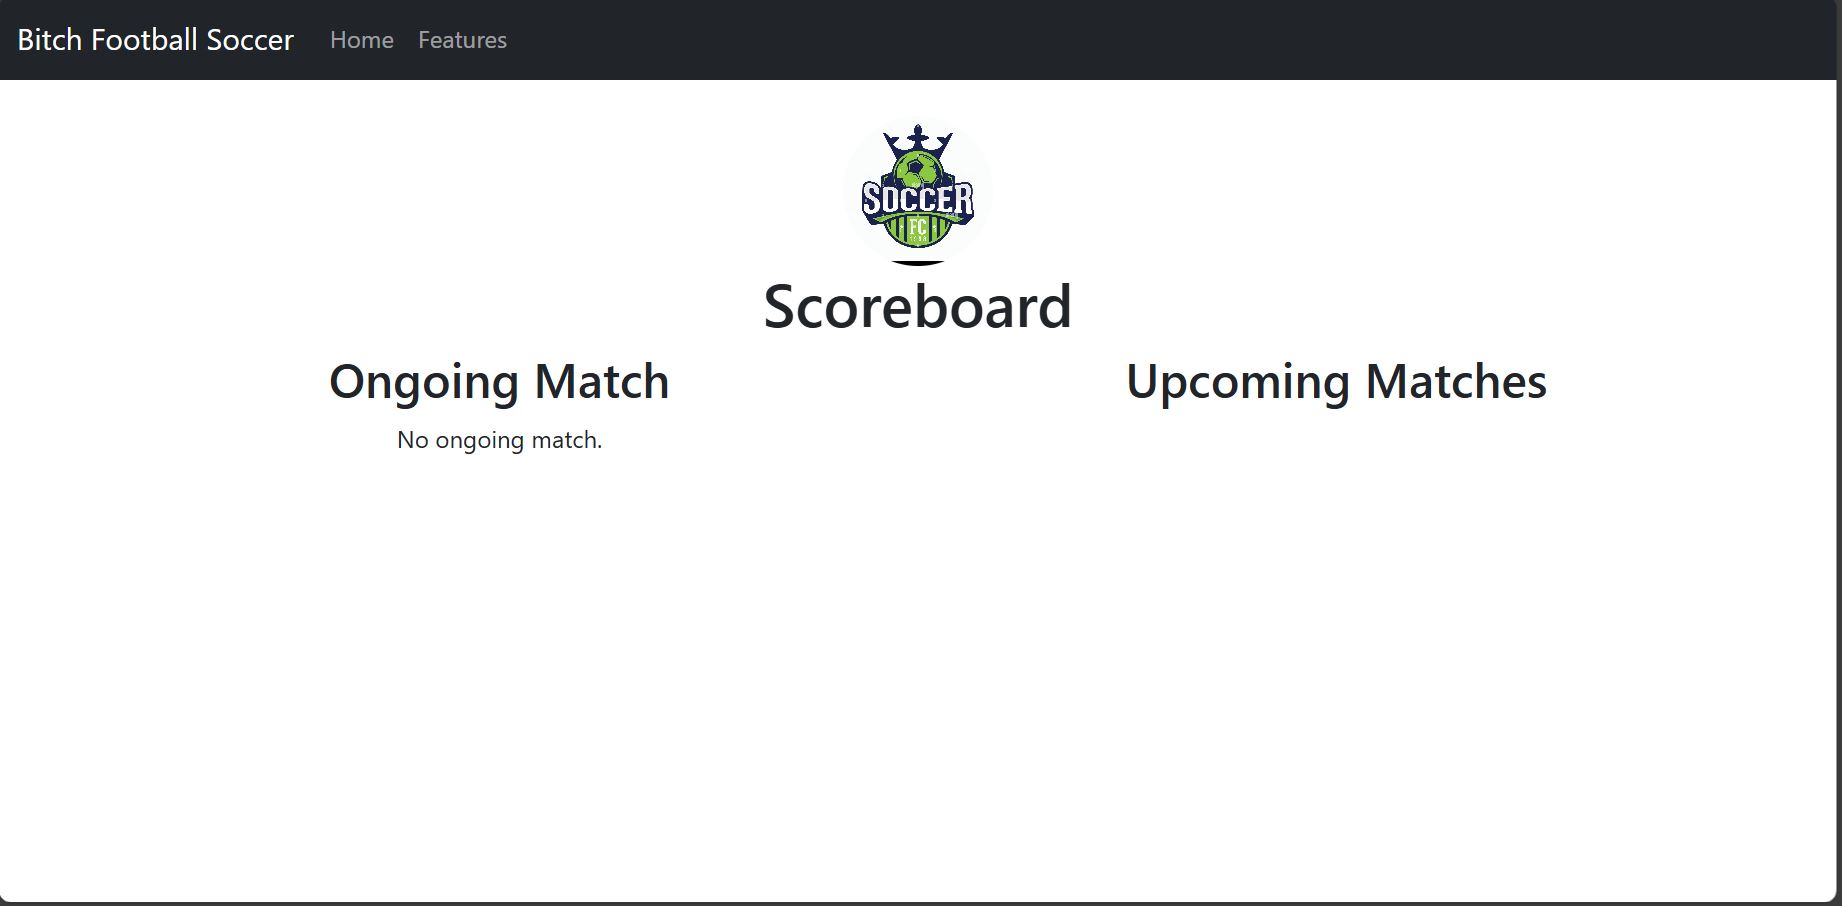 Bitch Football Soccer Home Features
SOCCER
FC
Scoreboard
Ongoing Match
Upcoming Matches
No ongoing match.